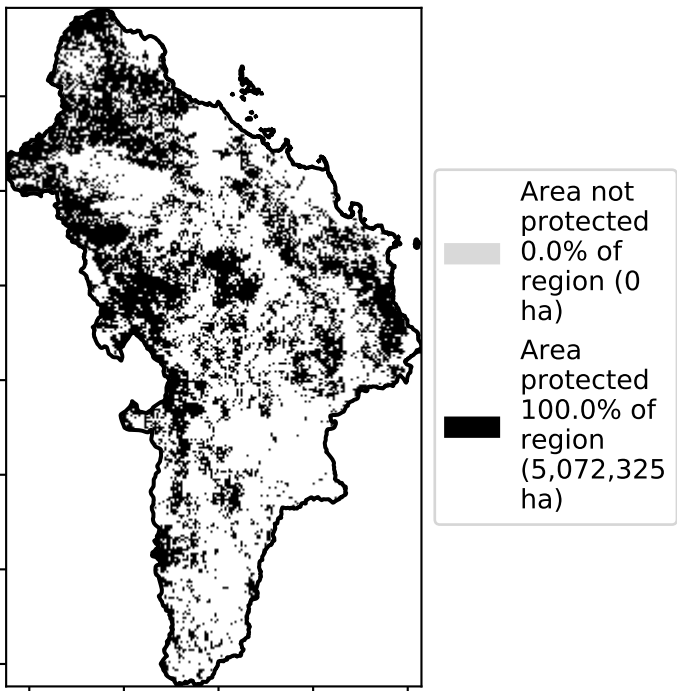 Area not
protected
0.0% of
region (0
ha)
Area
protected
100.0% of
region
(5,072,325
ha)